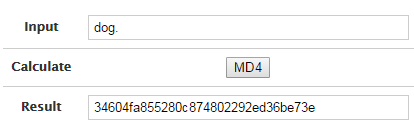 Input dog.
Calculate MD4
Result 34604fa855280c874802292ed36be73e